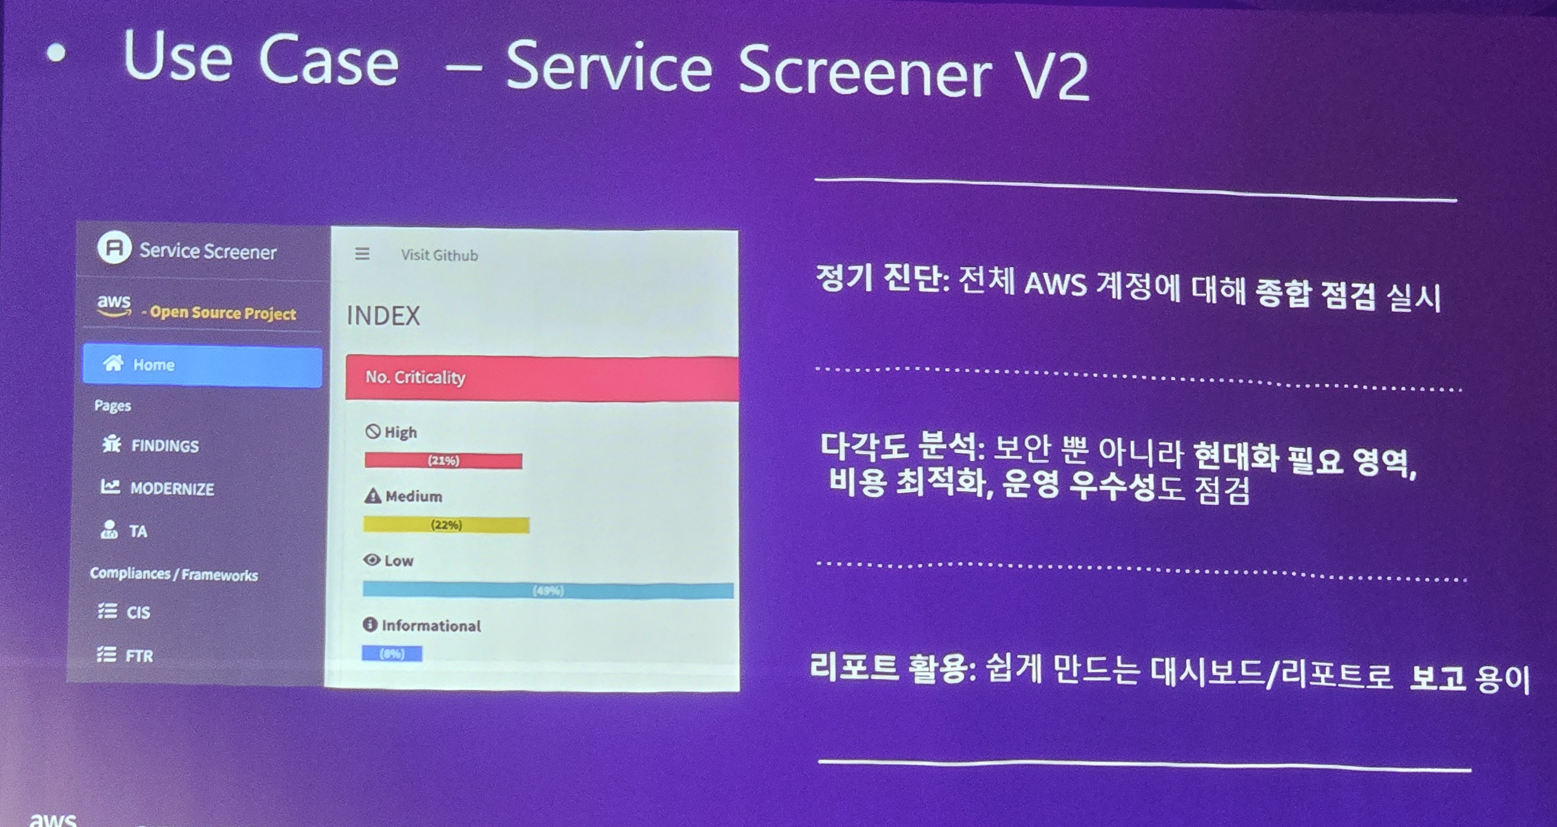 • Use Case – Service Screener V2
Service Screener
aws - Open Source Project
Home
Pages
FINDINGS
MODERNIZE
TA
Compliances / Frameworks
CIS
FTR
Visit Github
INDEX
No. Criticality
High
(21%)
Medium
(22%)
Low
(49%)
Informational
(8%)
정기 진단: 전체 AWS 계정에 대해 종합 점검 실시
다각도 분석: 보안 뿐 아니라 현대화 필요 영역,
비용 최적화, 운영 우수성도 점검
리포트 활용: 쉽게 만드는 대시보드/리포트로 보고 용이
aws